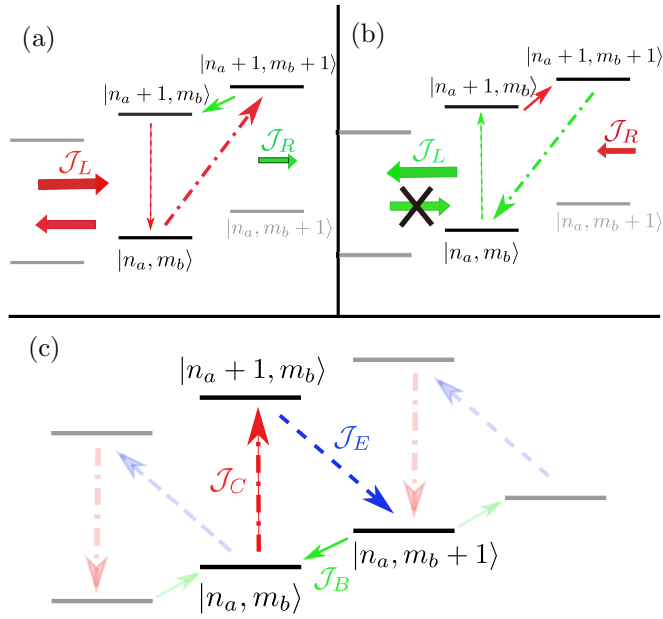 (a)
|n_a + 1, m_b⟩
|n_a + 1, m_b + 1⟩
𝒥_L
𝒥_R
|n_a, m_b + 1⟩
|n_a, m_b⟩
(b)
|n_a + 1, m_b⟩
|n_a + 1, m_b + 1⟩
𝒥_L
𝒥_R
|n_a, m_b + 1⟩
|n_a, m_b⟩
(c)
|n_a + 1, m_b⟩
𝒥_E
𝒥_C
|n_a, m_b + 1⟩
𝒥_B
|n_a, m_b⟩